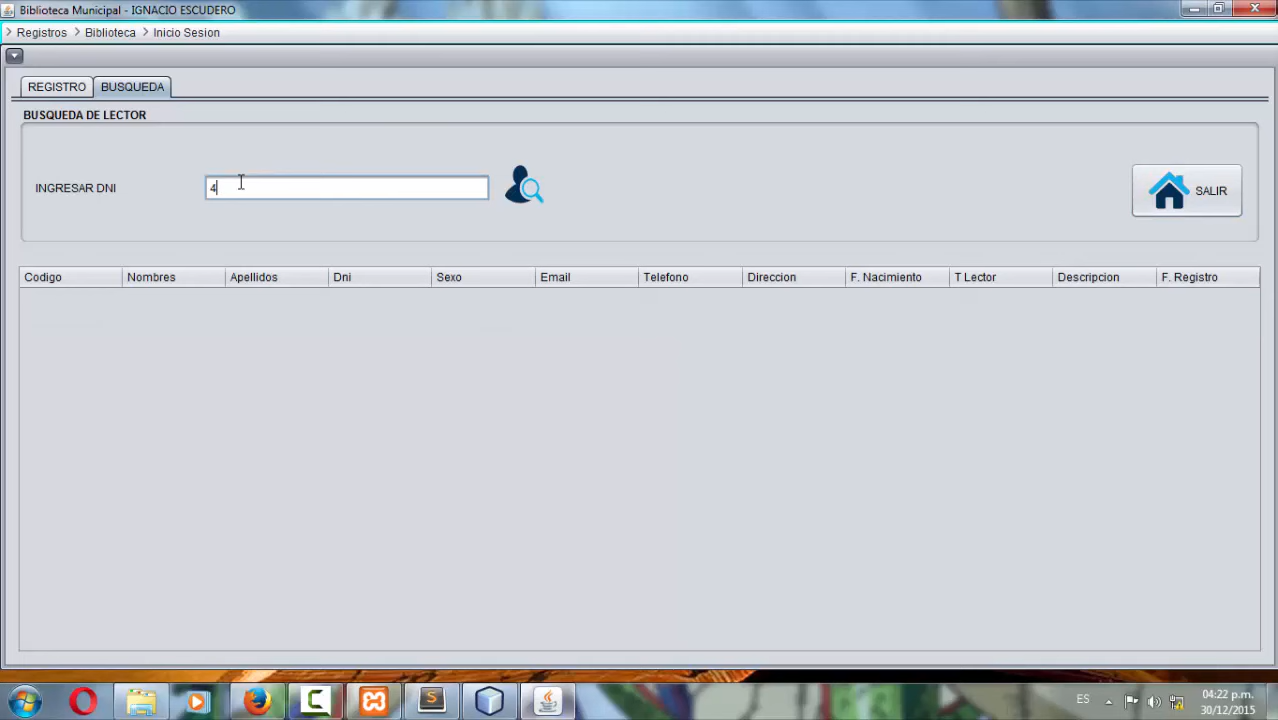 Biblioteca Municipal - IGNACIO ESCUDERO
Registros Biblioteca Inicio Sesion
REGISTRO BUSQUEDA
BUSQUEDA DE LECTOR
INGRESAR DNI 4 SALIR
Codigo Nombres Apellidos Dni Sexo Email Telefono Direccion F. Nacimiento T Lector Descripcion F. Registro
ES 04:22 p.m.
30/12/2015